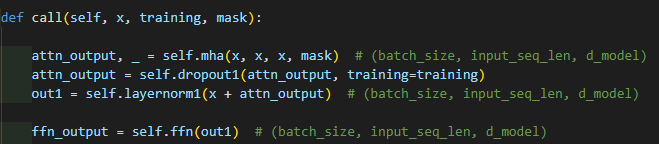 def call(self, x, training, mask):
attn_output, _ = self.mha(x, x, x, mask)  # (batch_size, input_seq_len, d_model)
attn_output = self.dropout1(attn_output, training=training)
out1 = self.layernorm1(x + attn_output)  # (batch_size, input_seq_len, d_model)
ffn_output = self.ffn(out1)  # (batch_size, input_seq_len, d_model)